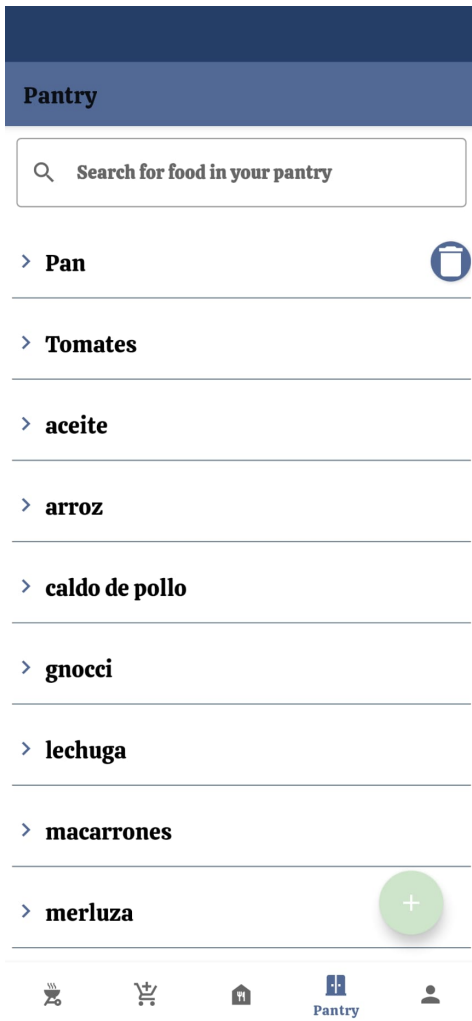 Pantry
Search for food in your pantry
Pan
Tomates
aceite
arroz
caldo de pollo
gnocci
lechuga
macarrones
merluza
Pantry